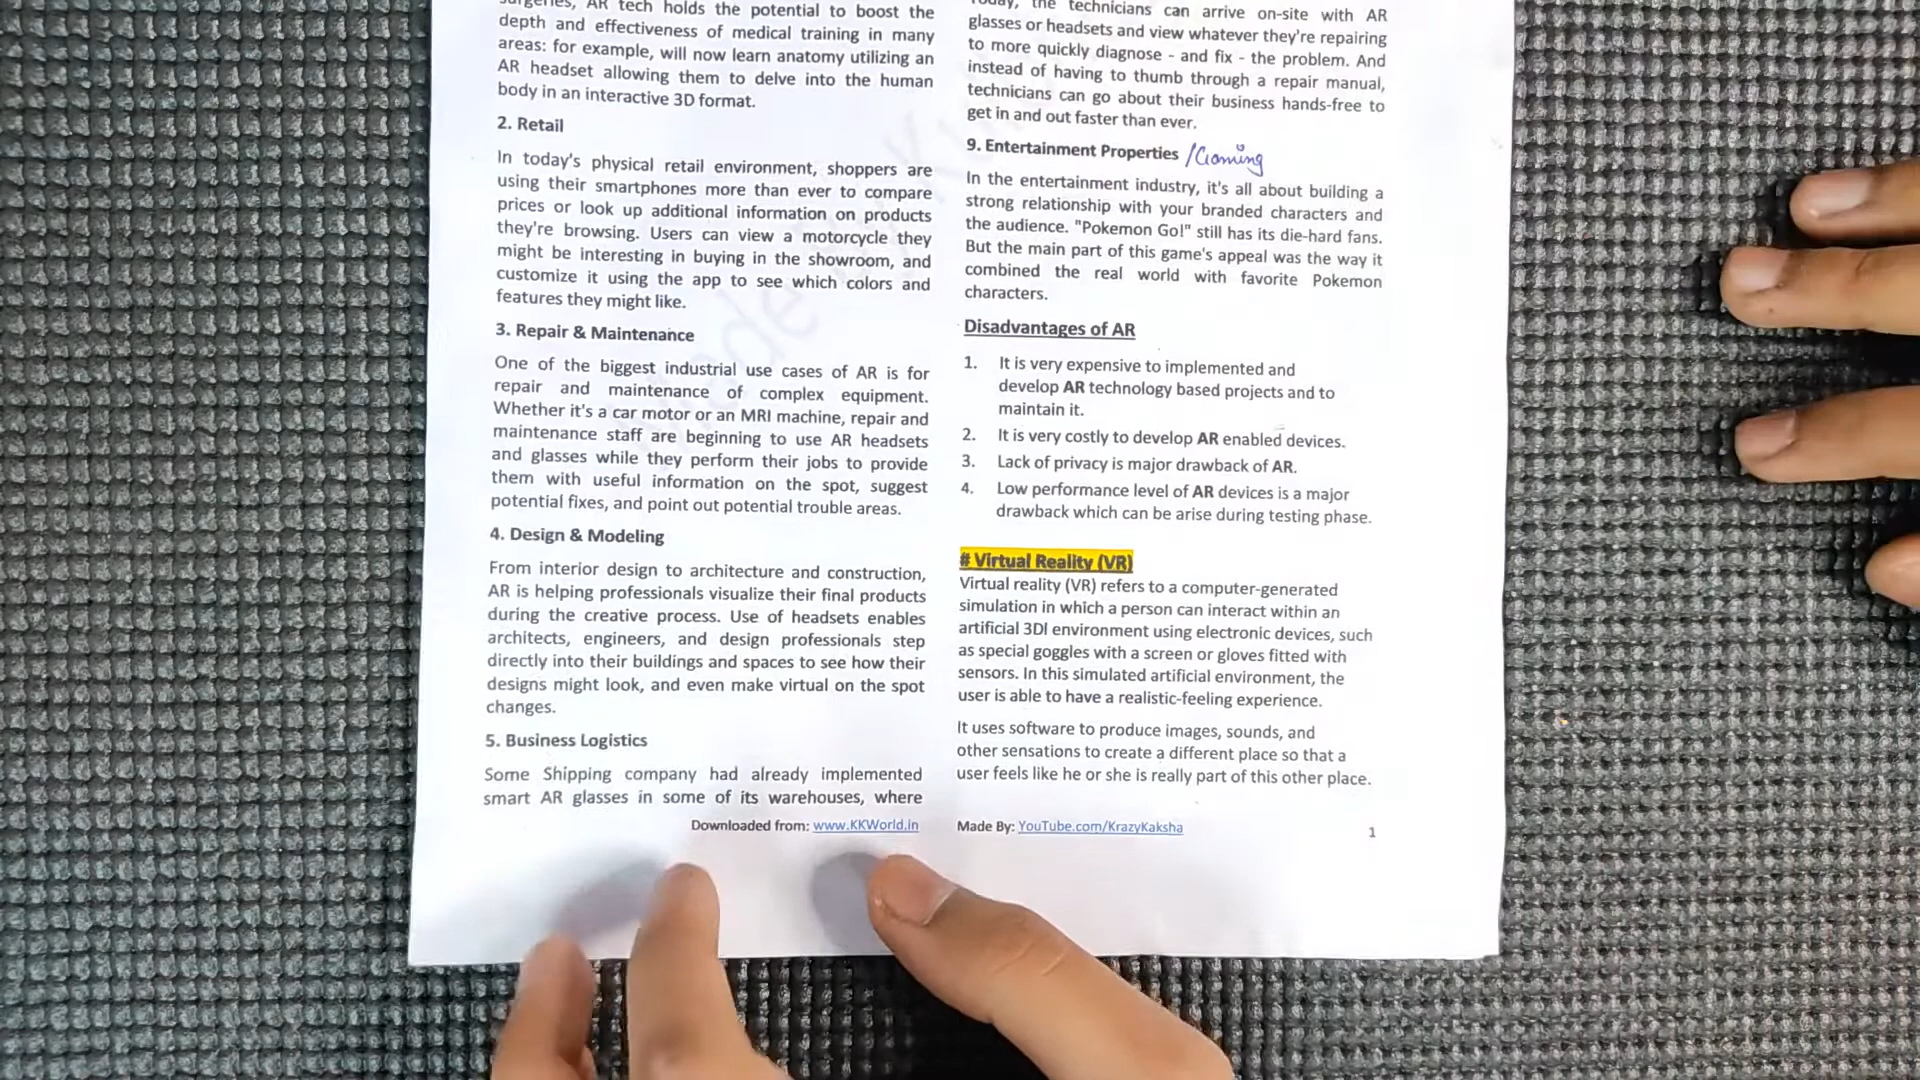 surgeries, AR tech holds the potential to boost the
depth and effectiveness of medical training in many
areas: for example, will now learn anatomy utilizing an
AR headset allowing them to delve into the human
body in an interactive 3D format.
2. Retail
In today's physical retail environment, shoppers are
using their smartphones more than ever to compare
prices or look up additional information on products
they're browsing. Users can view a motorcycle they
might be interesting in buying in the showroom, and
customize it using the app to see which colors and
features they might like.
3. Repair & Maintenance
One of the biggest industrial use cases of AR is for
repair and maintenance of complex equipment.
Whether it's a car motor or an MRI machine, repair and
maintenance staff are beginning to use AR headsets
and glasses while they perform their jobs to provide
them with useful information on the spot, suggest
potential fixes, and point out potential trouble areas.
4. Design & Modeling
From interior design to architecture and construction,
AR is helping professionals visualize their final products
during the creative process. Use of headsets enables
architects, engineers, and design professionals step
directly into their buildings and spaces to see how their
designs might look, and even make virtual on the spot
changes.
5. Business Logistics
Some Shipping company had already implemented
smart AR glasses in some of its warehouses, where
Today, the technicians can arrive on-site with AR
glasses or headsets and view whatever they're repairing
to more quickly diagnose - and fix - the problem. And
instead of having to thumb through a repair manual,
technicians can go about their business hands-free to
get in and out faster than ever.
9. Entertainment Properties /Gaming
In the entertainment industry, it's all about building a
strong relationship with your branded characters and
the audience. "Pokemon Go!" still has its die-hard fans.
But the main part of this game's appeal was the way it
combined the real world with favorite Pokemon
characters.
Disadvantages of AR
1. It is very expensive to implemented and
develop AR technology based projects and to
maintain it.
2. It is very costly to develop AR enabled devices.
3. Lack of privacy is major drawback of AR.
4. Low performance level of AR devices is a major
drawback which can be arise during testing phase.
# Virtual Reality (VR)
Virtual reality (VR) refers to a computer-generated
simulation in which a person can interact within an
artificial 3DI environment using electronic devices, such
as special goggles with a screen or gloves fitted with
sensors. In this simulated artificial environment, the
user is able to have a realistic-feeling experience.
It uses software to produce images, sounds, and
other sensations to create a different place so that a
user feels like he or she is really part of this other place.
Downloaded from: www.KKWorld.in Made By: YouTube.com/KrazyKaksha 1